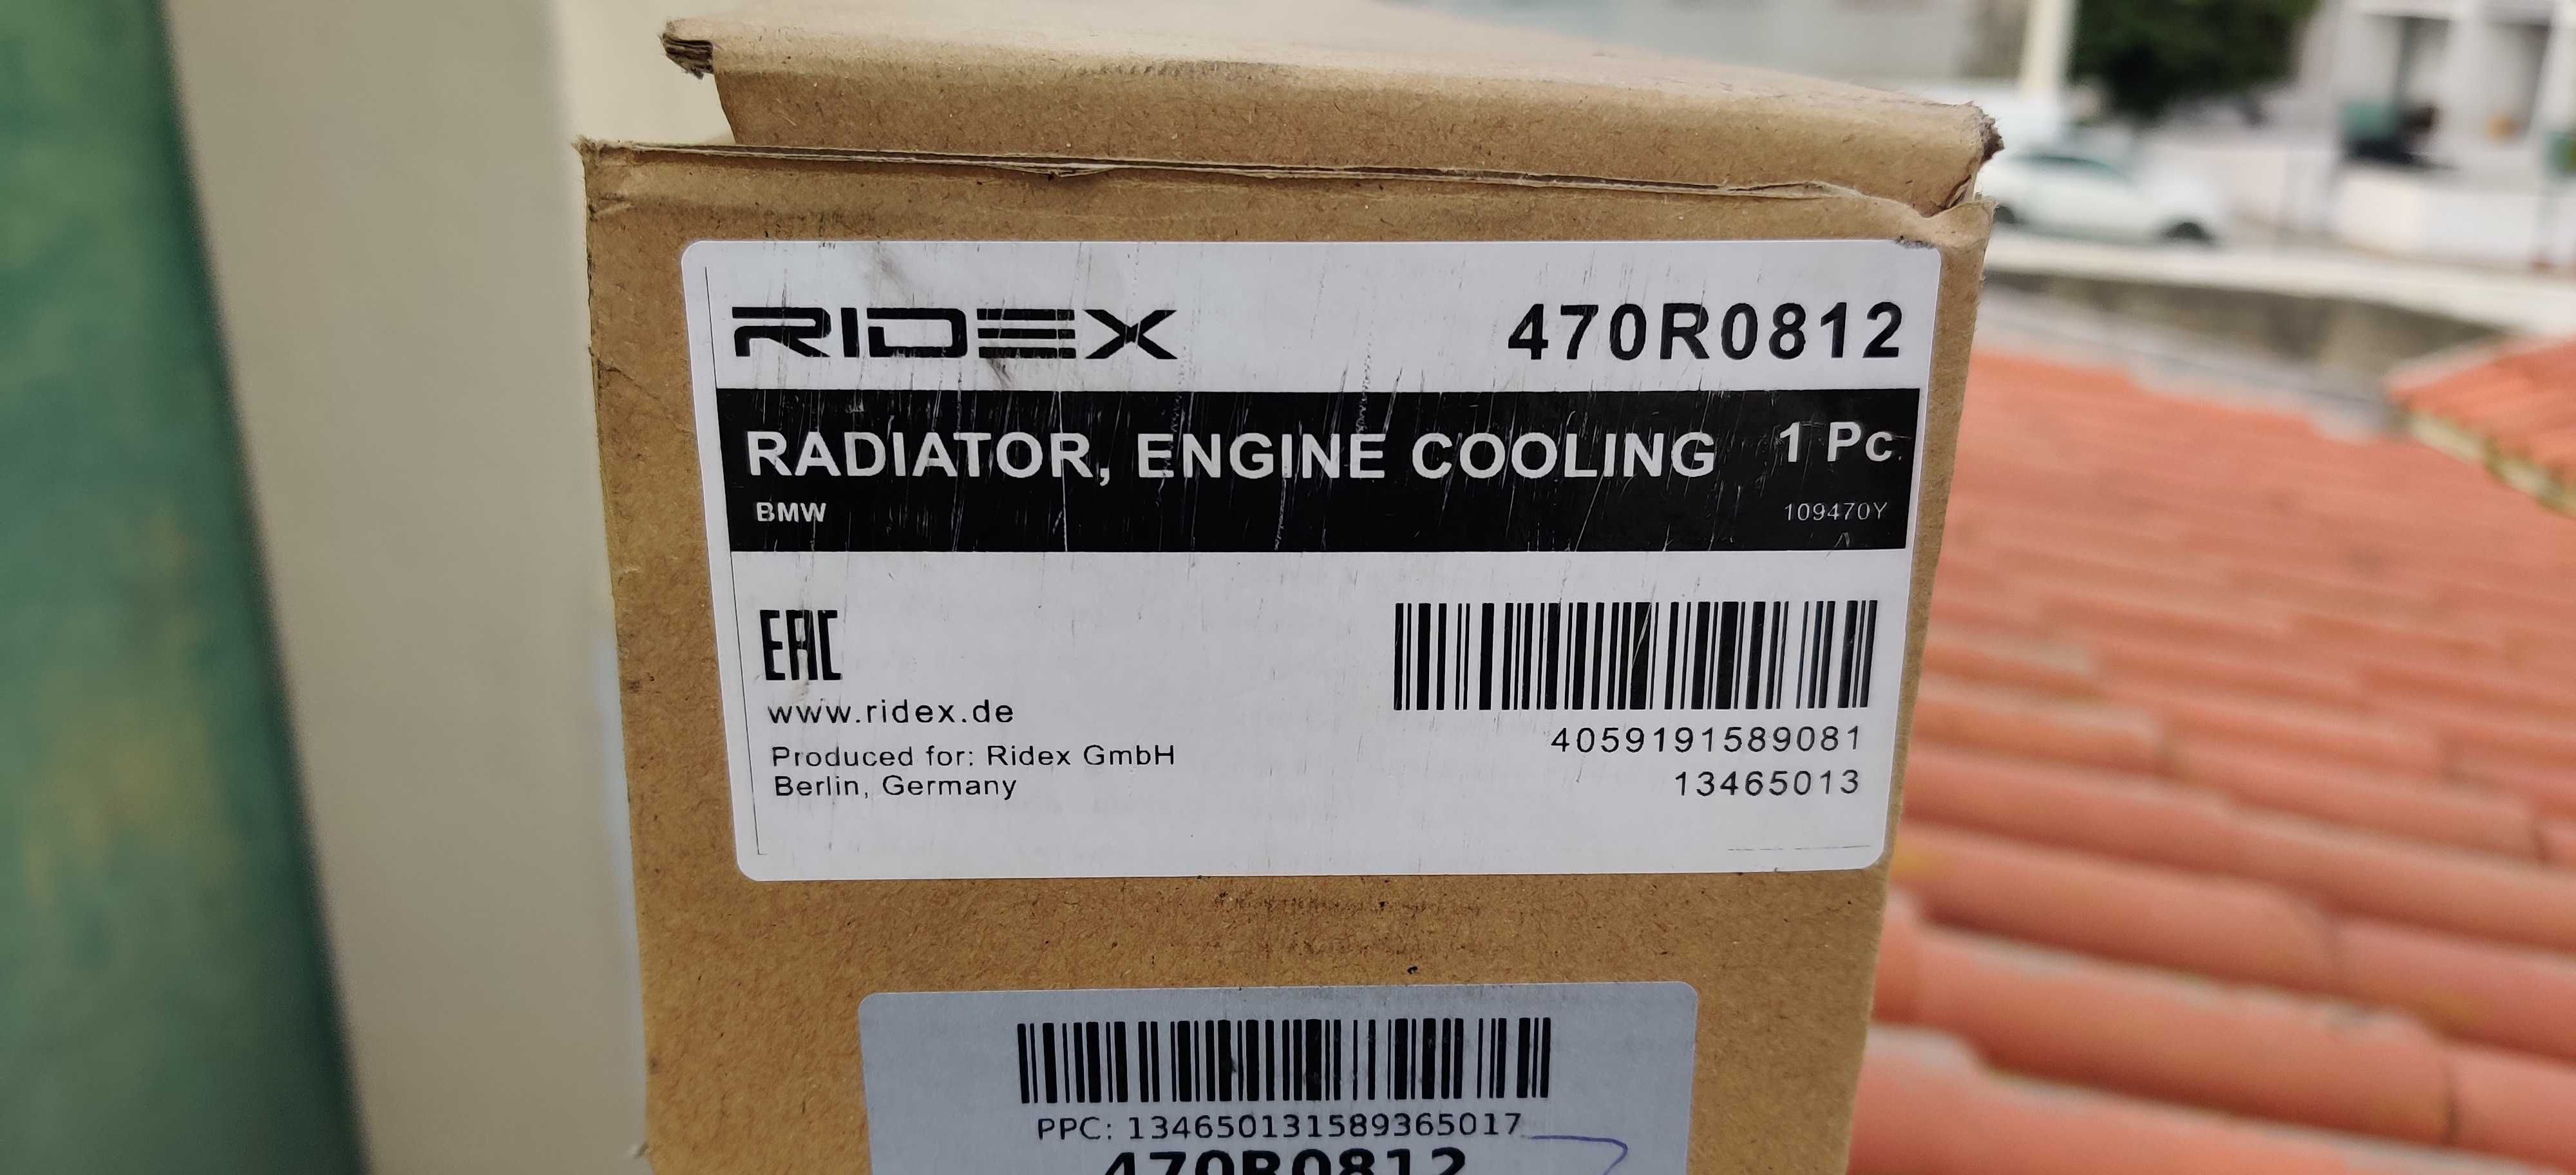 RIDEX 470R0812
RADIATOR, ENGINE COOLING 1 Pc.
BMW 109470Y
EAC
www.ridex.de
Produced for: Ridex GmbH
Berlin, Germany
4059191589081
13465013
PPC: 134650131589365017
470R0812